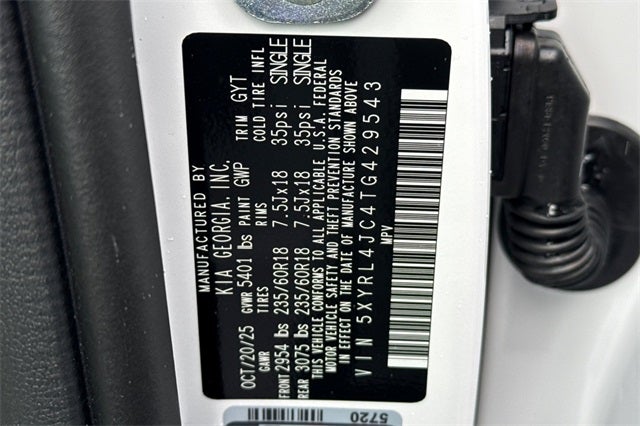 MANUFACTURED BY
KIA GEORGIA, INC.
OCT/20/25 GVWR 5401 lbs PAINT GWP TRIM GYT
GAWR TIRES RIMS COLD TIRE INFL
FRONT 2954 lbs 235/60R18 7.5Jx18 35psi SINGLE
REAR 3075 lbs 235/60R18 7.5Jx18 35psi SINGLE
THIS VEHICLE CONFORMS TO ALL APPLICABLE U.S.A. FEDERAL
MOTOR VEHICLE SAFETY AND THEFT PREVENTION STANDARDS
IN EFFECT ON THE DATE OF MANUFACTURE SHOWN ABOVE
VIN 5XYRL4JC4TG429543
MPV
5720